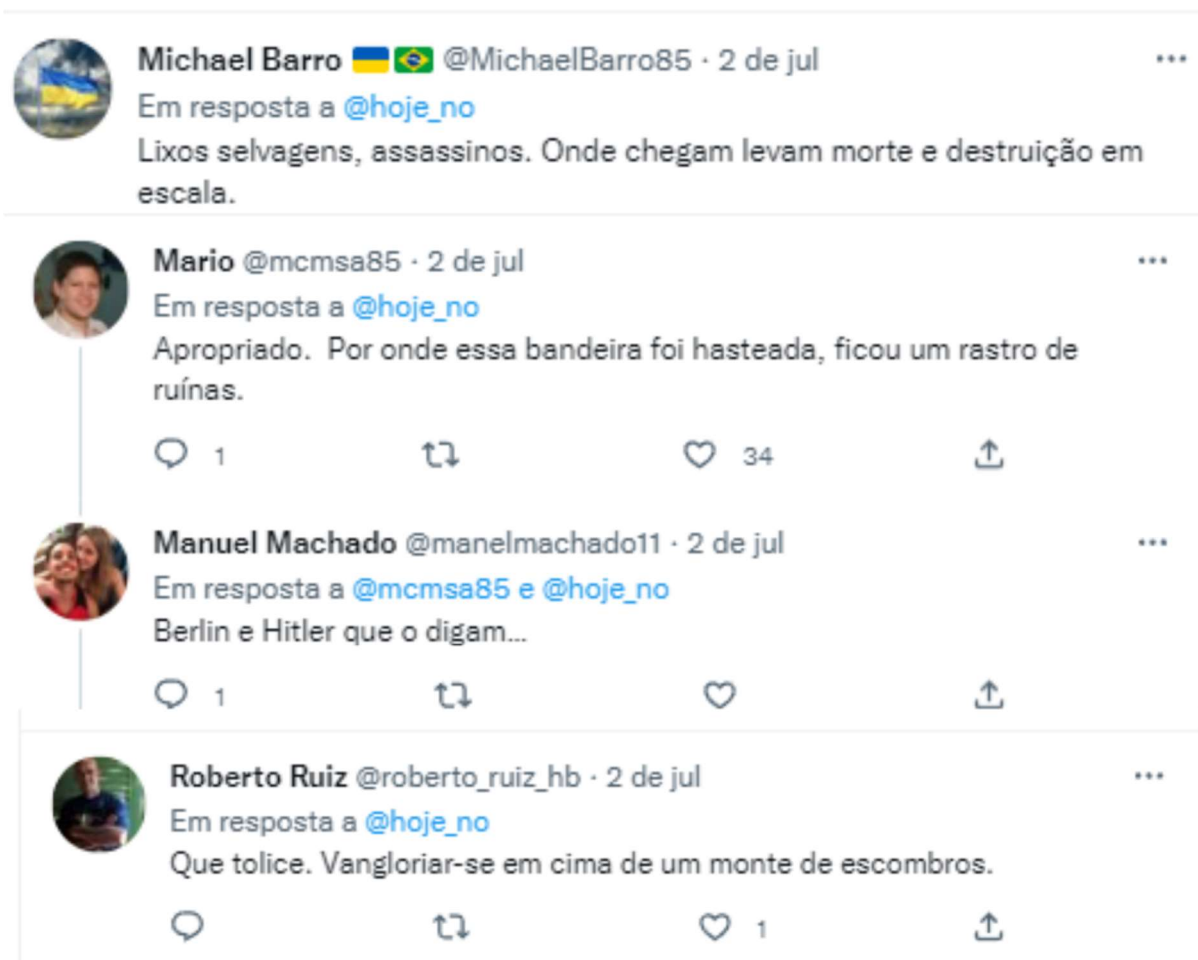 Michael Barro 🇺🇦🇧🇷 @MichaelBarro85 · 2 de jul
Em resposta a @hoje_no
Lixos selvagens, assassinos. Onde chegam levam morte e destruição em
escala.
Mario @mcmsa85 · 2 de jul
Em resposta a @hoje_no
Apropriado.  Por onde essa bandeira foi hasteada, ficou um rastro de
ruínas.
1 34
Manuel Machado @manelmachado11 · 2 de jul
Em resposta a @mcmsa85 e @hoje_no
Berlin e Hitler que o digam...
1
Roberto Ruiz @roberto_ruiz_hb · 2 de jul
Em resposta a @hoje_no
Que tolice. Vangloriar-se em cima de um monte de escombros.
1